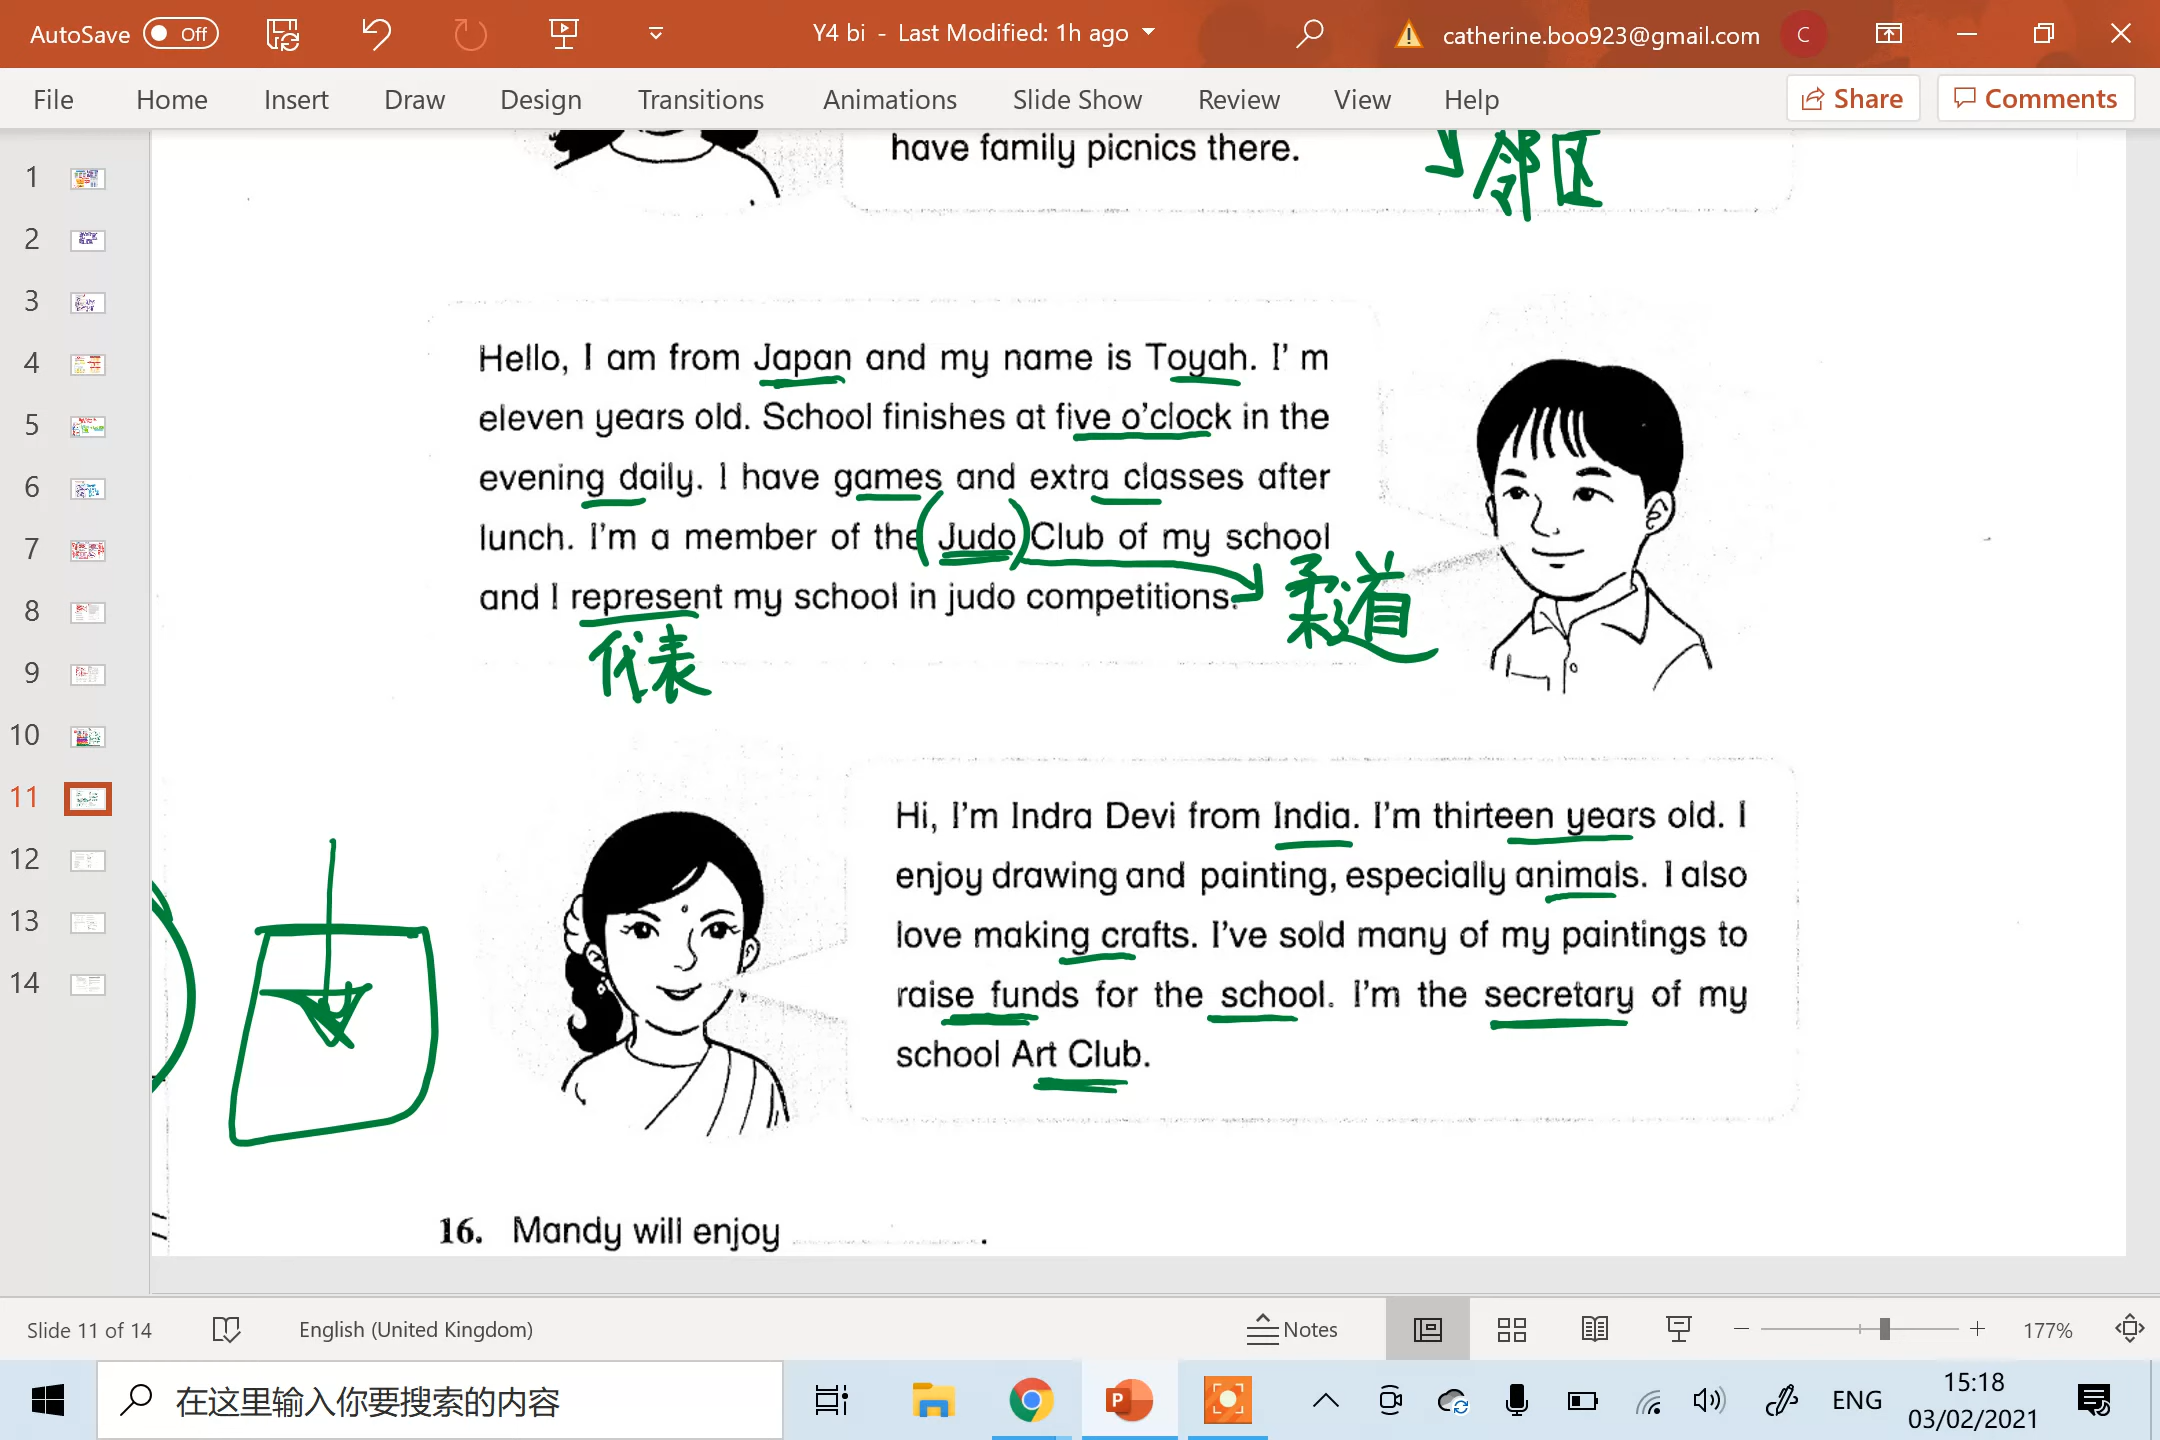 AutoSave Off
Y4 bi - Last Modified: 1h ago
catherine.boo923@gmail.com C
File Home Insert Draw Design Transitions Animations Slide Show Review View Help Share Comments
1
2
3
4
5
6
7
8
9
10
11
12
13
14
have family picnics there.
邻区
Hello, I am from Japan and my name is Toyah. I' m
eleven years old. School finishes at five o'clock in the
evening daily. I have games and extra classes after
lunch. I'm a member of the (Judo) Club of my school
and I represent my school in judo competitions.
柔道
代表
Hi, I'm Indra Devi from India. I'm thirteen years old. I
enjoy drawing and painting, especially animals. I also
love making crafts. I've sold many of my paintings to
raise funds for the school. I'm the secretary of my
school Art Club.
16. Mandy will enjoy ____________.
Slide 11 of 14 English (United Kingdom) Notes 177%
在这里输入你要搜索的内容
P
ENG
15:18
03/02/2021